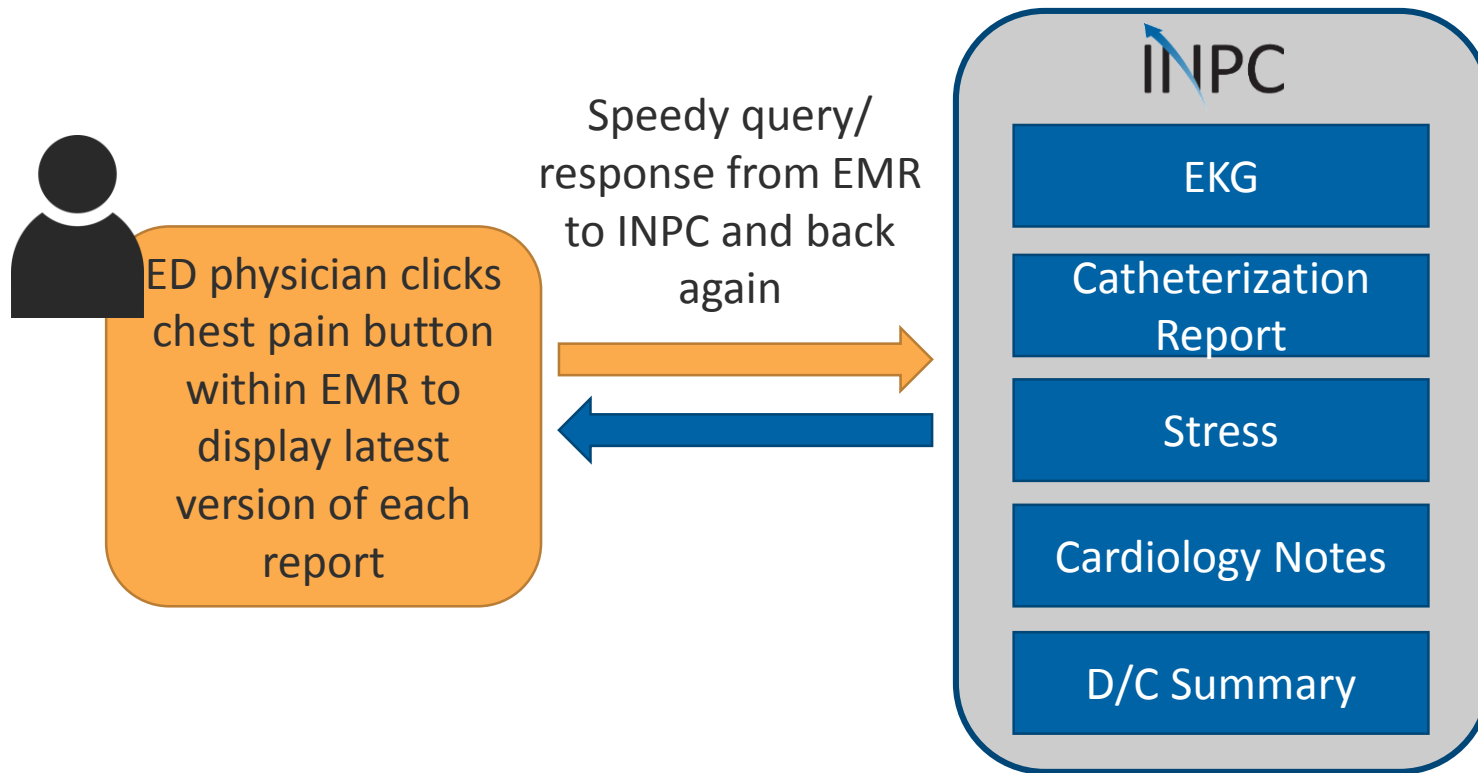 ED physician clicks
chest pain button
within EMR to
display latest
version of each
report
Speedy query/
response from EMR
to INPC and back
again
INPC
EKG
Catheterization
Report
Stress
Cardiology Notes
D/C Summary